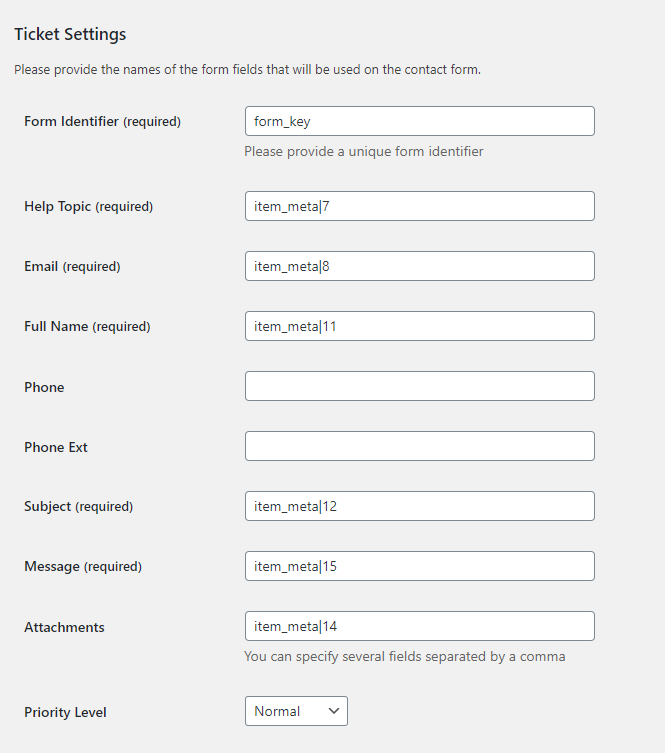 Ticket Settings
Please provide the names of the form fields that will be used on the contact form.
Form Identifier (required)
form_key
Please provide a unique form identifier
Help Topic (required)
item_meta|7
Email (required)
item_meta|8
Full Name (required)
item_meta|11
Phone
Phone Ext
Subject (required)
item_meta|12
Message (required)
item_meta|15
Attachments
item_meta|14
You can specify several fields separated by a comma
Priority Level
Normal